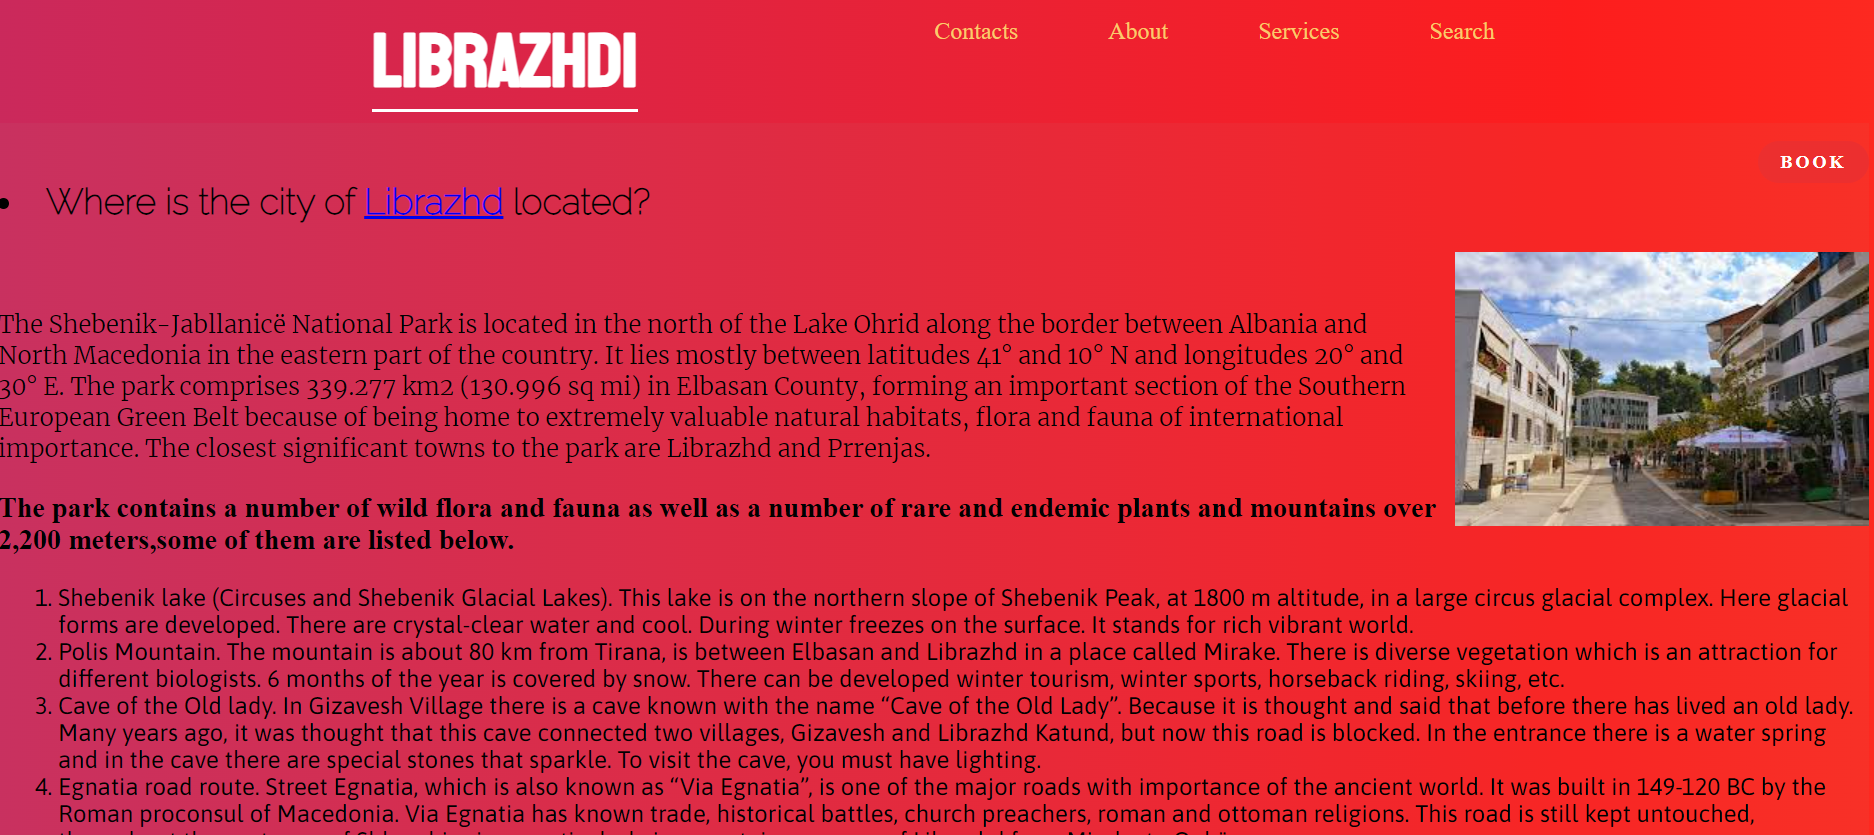 LIBRAZHDI
Contacts
About
Services
Search
BOOK
Where is the city of Librazhd located?
The Shebenik-Jabllanicë National Park is located in the north of the Lake Ohrid along the border between Albania and
North Macedonia in the eastern part of the country. It lies mostly between latitudes 41° and 10° N and longitudes 20° and
30° E. The park comprises 339.277 km2 (130.996 sq mi) in Elbasan County, forming an important section of the Southern
European Green Belt because of being home to extremely valuable natural habitats, flora and fauna of international
importance. The closest significant towns to the park are Librazhd and Prrenjas.
The park contains a number of wild flora and fauna as well as a number of rare and endemic plants and mountains over
2,200 meters,some of them are listed below.
1. Shebenik lake (Circuses and Shebenik Glacial Lakes). This lake is on the northern slope of Shebenik Peak, at 1800 m altitude, in a large circus glacial complex. Here glacial
forms are developed. There are crystal-clear water and cool. During winter freezes on the surface. It stands for rich vibrant world.
2. Polis Mountain. The mountain is about 80 km from Tirana, is between Elbasan and Librazhd in a place called Mirake. There is diverse vegetation which is an attraction for
different biologists. 6 months of the year is covered by snow. There can be developed winter tourism, winter sports, horseback riding, skiing, etc.
3. Cave of the Old lady. In Gizavesh Village there is a cave known with the name “Cave of the Old Lady”. Because it is thought and said that before there has lived an old lady.
Many years ago, it was thought that this cave connected two villages, Gizavesh and Librazhd Katund, but now this road is blocked. In the entrance there is a water spring
and in the cave there are special stones that sparkle. To visit the cave, you must have lighting.
4. Egnatia road route. Street Egnatia, which is also known as “Via Egnatia”, is one of the major roads with importance of the ancient world. It was built in 149-120 BC by the
Roman proconsul of Macedonia. Via Egnatia has known trade, historical battles, church preachers, roman and ottoman religions. This road is still kept untouched,